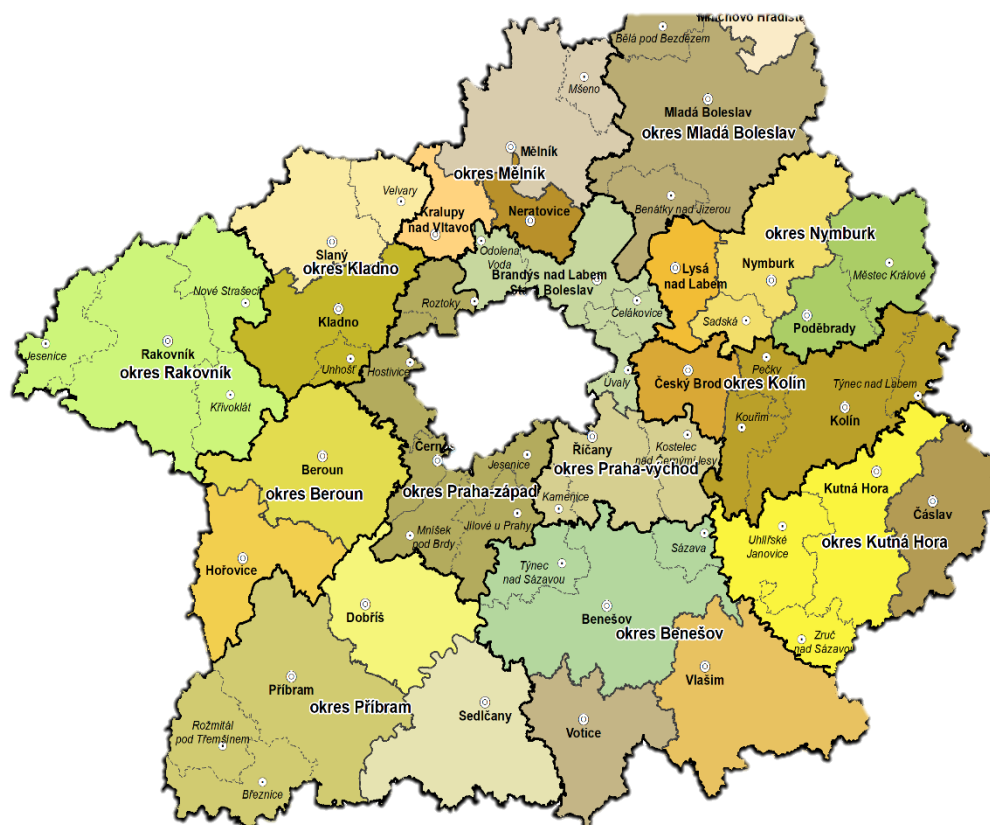 Mnichovo Hradiště
Bělá pod Bezdězem
Mšeno
Mladá Boleslav
okres Mladá Boleslav
Mělník
okres Mělník
Velvary
Benátky nad Jizerou
Kralupy
nad Vltavou
Neratovice
okres Nymburk
Slaný
okres Kladno
Odolena
Voda
Brandýs nad Labem
Stará Boleslav
Lysá
nad Labem
Nymburk
Městec Králové
Nové Strašecí
Roztoky
Čelákovice
Kladno
Sadská
Poděbrady
Jesenice
Rakovník
okres Rakovník
Unhošť
Hostivice
Úvaly
Český Brod
Pečky
okres Kolín
Týnec nad Labem
Křivoklát
Kouřim
Kolín
Beroun
okres Beroun
Jesenice
okres Praha-západ
Říčany
okres Praha-východ
Kostelec
nad Černými lesy
Kutná Hora
Kamenice
Čáslav
Mníšek
pod Brdy
Jílové u Prahy
Uhlířské
Janovice
okres Kutná Hora
Hořovice
Sázava
Týnec
nad Sázavou
Dobříš
Benešov
okres Benešov
Zruč
nad Sázavou
Vlašim
Příbram
okres Příbram
Sedlčany
Votice
Rožmitál
pod Třemšínem
Březnice